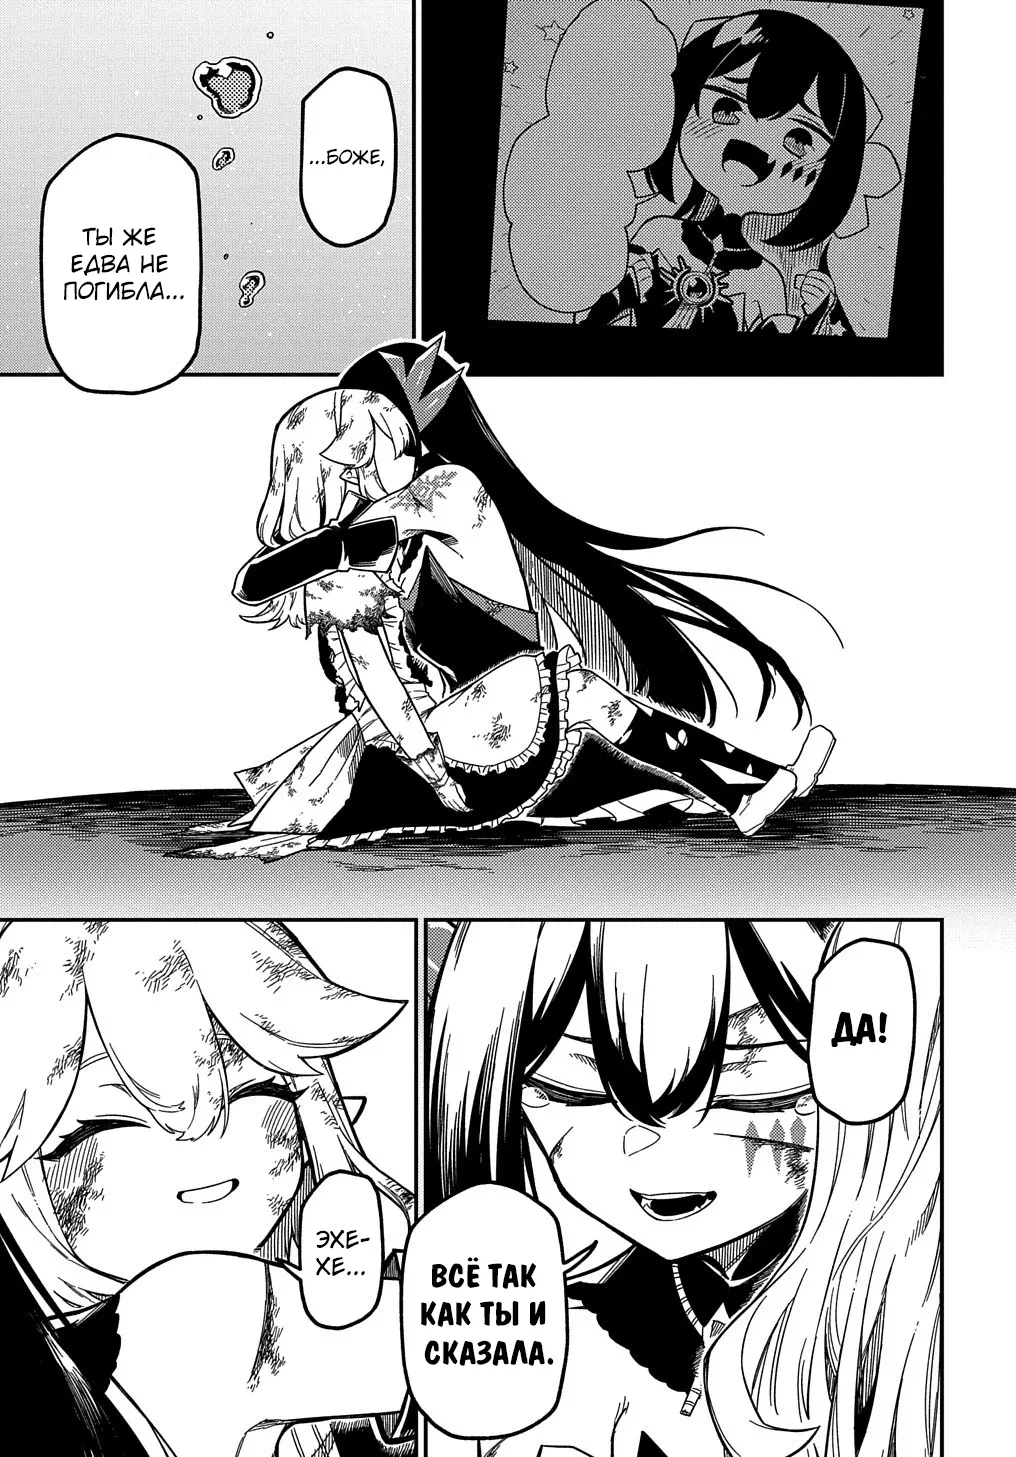 ...БОЖЕ,
ТЫ ЖЕ
ЕДВА НЕ
ПОГИБЛА...
ДА!
ВСЁ ТАК
КАК ТЫ И
СКАЗАЛА.
ЭХЕ-
ХЕ...